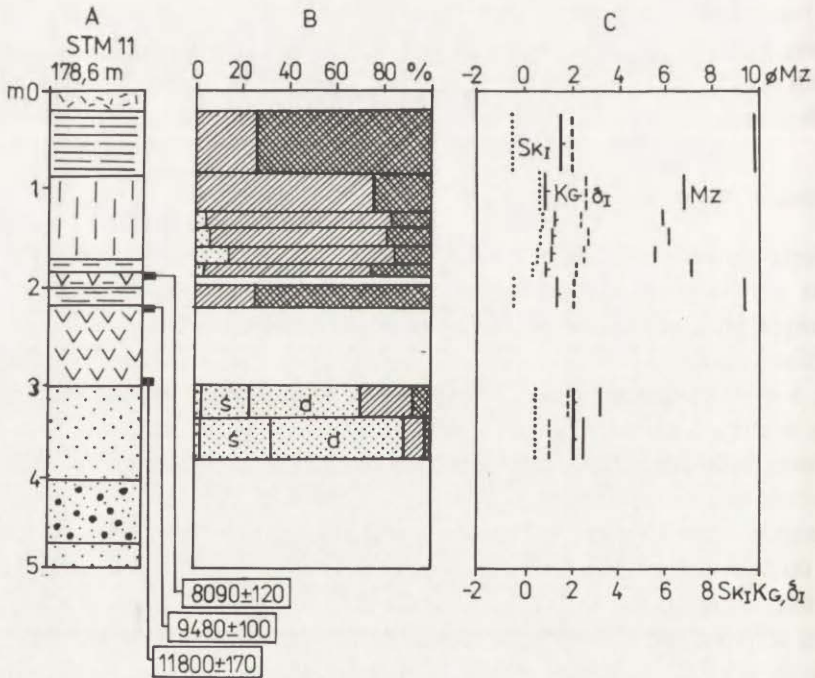 A
B
C
STM 11
178,6 m
0 20 40 60 80 %
-2 0 2 4 6 8 10 ø Mz
m 0
1
2
3
4
5
SkI
KG δI Mz
ś d
ś d
-2 0 2 4 6 8 SkI KG, δI
8090±120
9480±100
11800±170